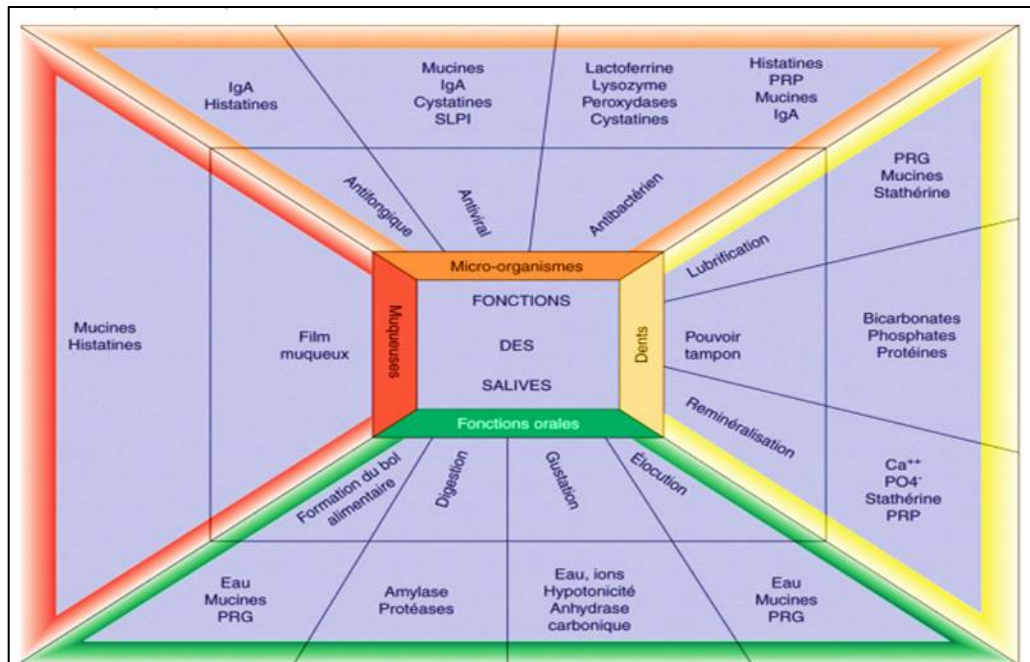 IgA
Histatines
Mucines
IgA
Cystatines
SLPI
Lactoferrine
Lysozyme
Peroxydases
Cystatines
Histatines
PRP
Mucines
IgA
Antifongique
Antiviral
Antibactérien
Micro-organismes
Muqueuses
FONCTIONS
DES
SALIVES
Dents
Fonctions orales
Mucines
Histatines
Film
muqueux
Lubrification
PRG
Mucines
Stathérine
Pouvoir
tampon
Bicarbonates
Phosphates
Protéines
Reminéralisation
Ca++
PO4-
Stathérine
PRP
Formation du bol
alimentaire
Digestion
Gustation
Élocution
Eau
Mucines
PRG
Amylase
Protéases
Eau, ions
Hypotonicité
Anhydrase
carbonique
Eau
Mucines
PRG